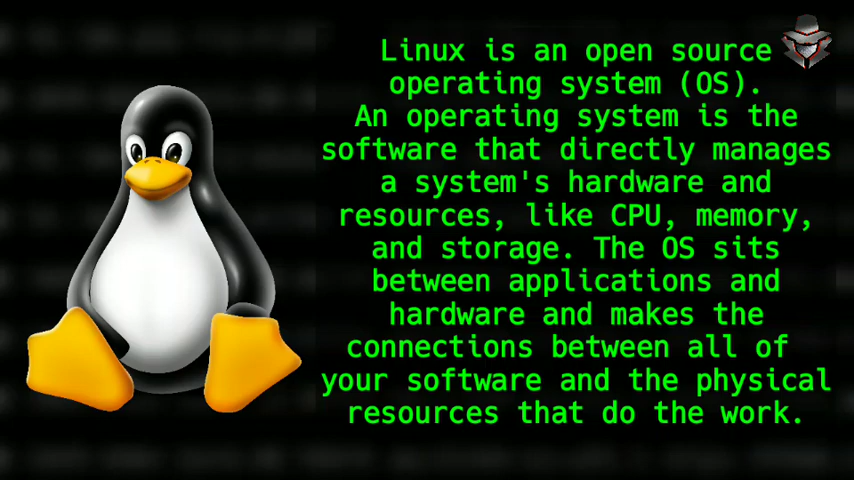 Linux is an open source
operating system (OS).
An operating system is the
software that directly manages
a system's hardware and
resources, like CPU, memory,
and storage. The OS sits
between applications and
hardware and makes the
connections between all of
your software and the physical
resources that do the work.